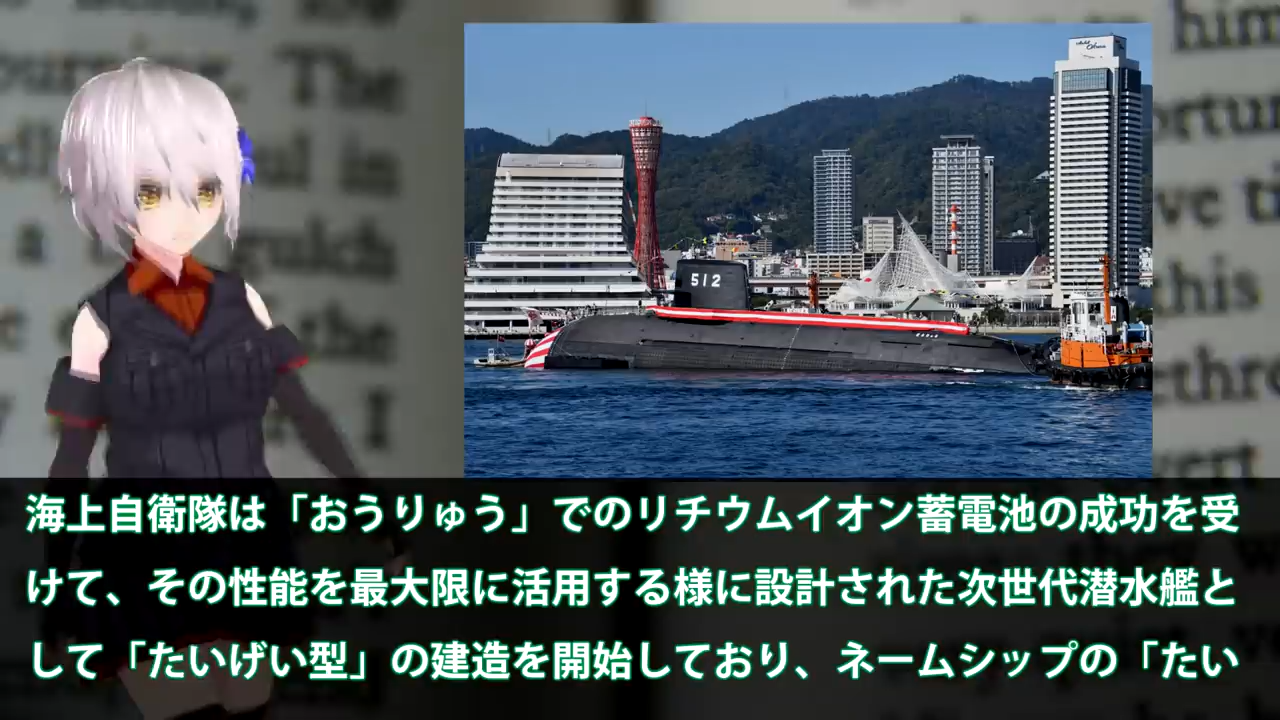 512
海上自衛隊は「おうりゅう」でのリチウムイオン蓄電池の成功を受
けて、その性能を最大限に活用する様に設計された次世代潜水艦と
して「たいげい型」の建造を開始しており、ネームシップの「たい